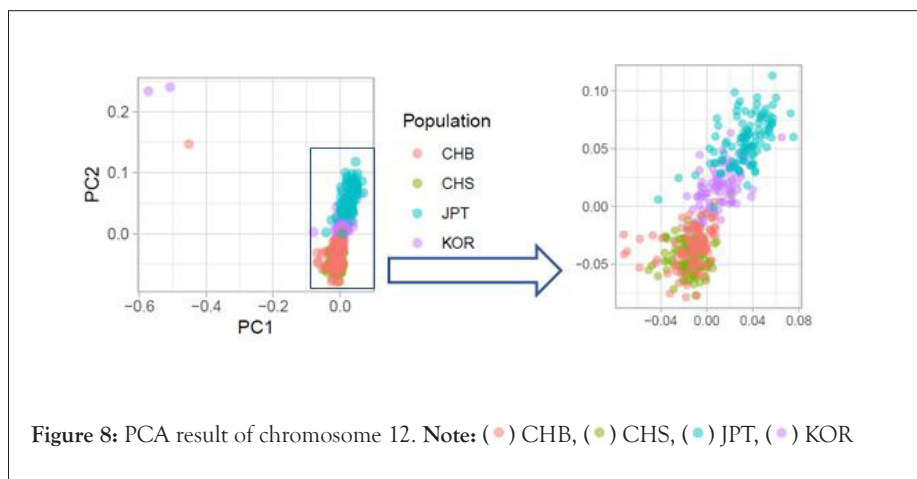 0.2
0.1
0.0
PC2
−0.6
−0.4
−0.2
0.0
PC1
Population
CHB
CHS
JPT
KOR
0.10
0.05
0.00
−0.05
−0.04
0.00
0.04
0.08
Figure 8: PCA result of chromosome 12. Note: ( ) CHB, ( ) CHS, ( ) JPT, ( ) KOR